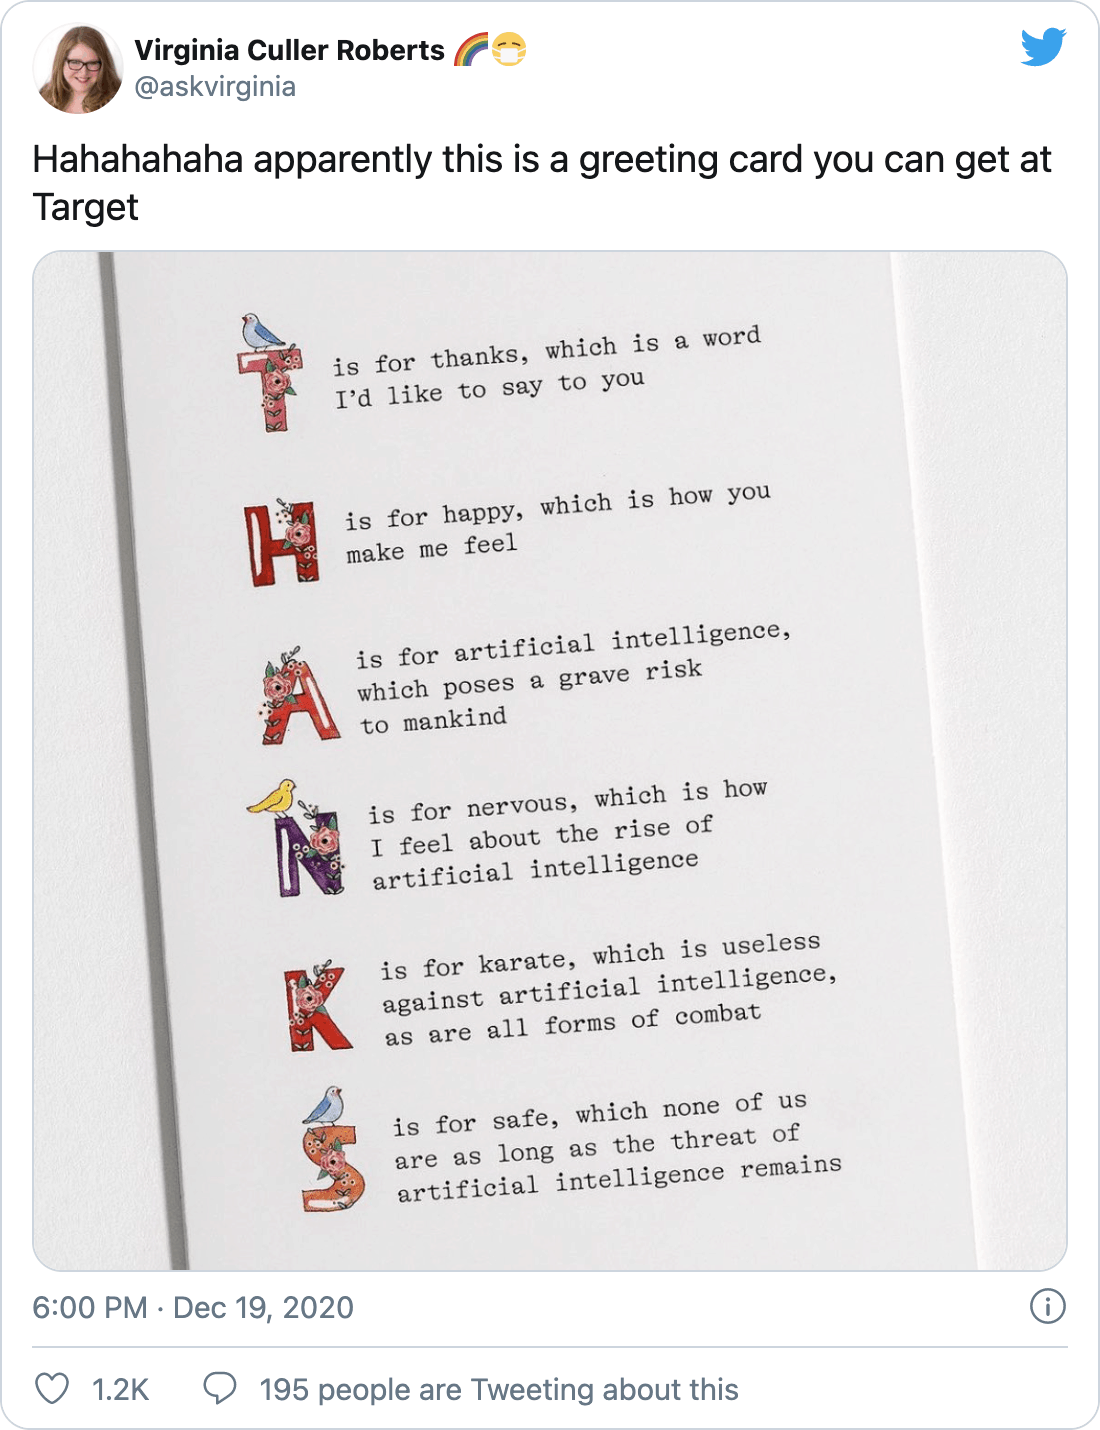 Virginia Culler Roberts 🌈😷
@askvirginia
Hahahahaha apparently this is a greeting card you can get at
Target
T is for thanks, which is a word
I'd like to say to you
H is for happy, which is how you
make me feel
A is for artificial intelligence,
which poses a grave risk
to mankind
N is for nervous, which is how
I feel about the rise of
artificial intelligence
K is for karate, which is useless
against artificial intelligence,
as are all forms of combat
S is for safe, which none of us
are as long as the threat of
artificial intelligence remains
6:00 PM · Dec 19, 2020
1.2K 195 people are Tweeting about this